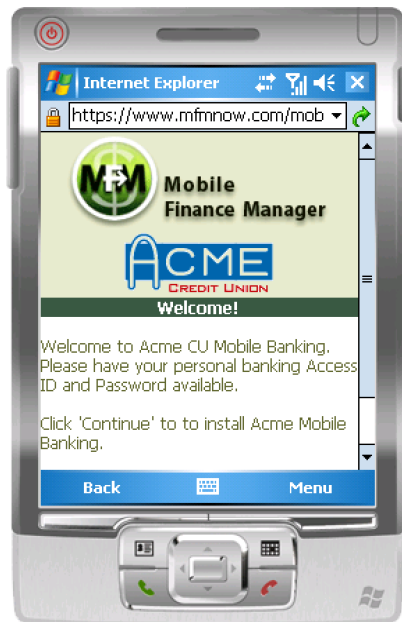 Internet Explorer
https://www.mfmnow.com/mob
MFM
Mobile
Finance Manager
ACME
CREDIT UNION
Welcome!
Welcome to Acme CU Mobile Banking.
Please have your personal banking Access
ID and Password available.
Click 'Continue' to to install Acme Mobile
Banking.
Back Menu